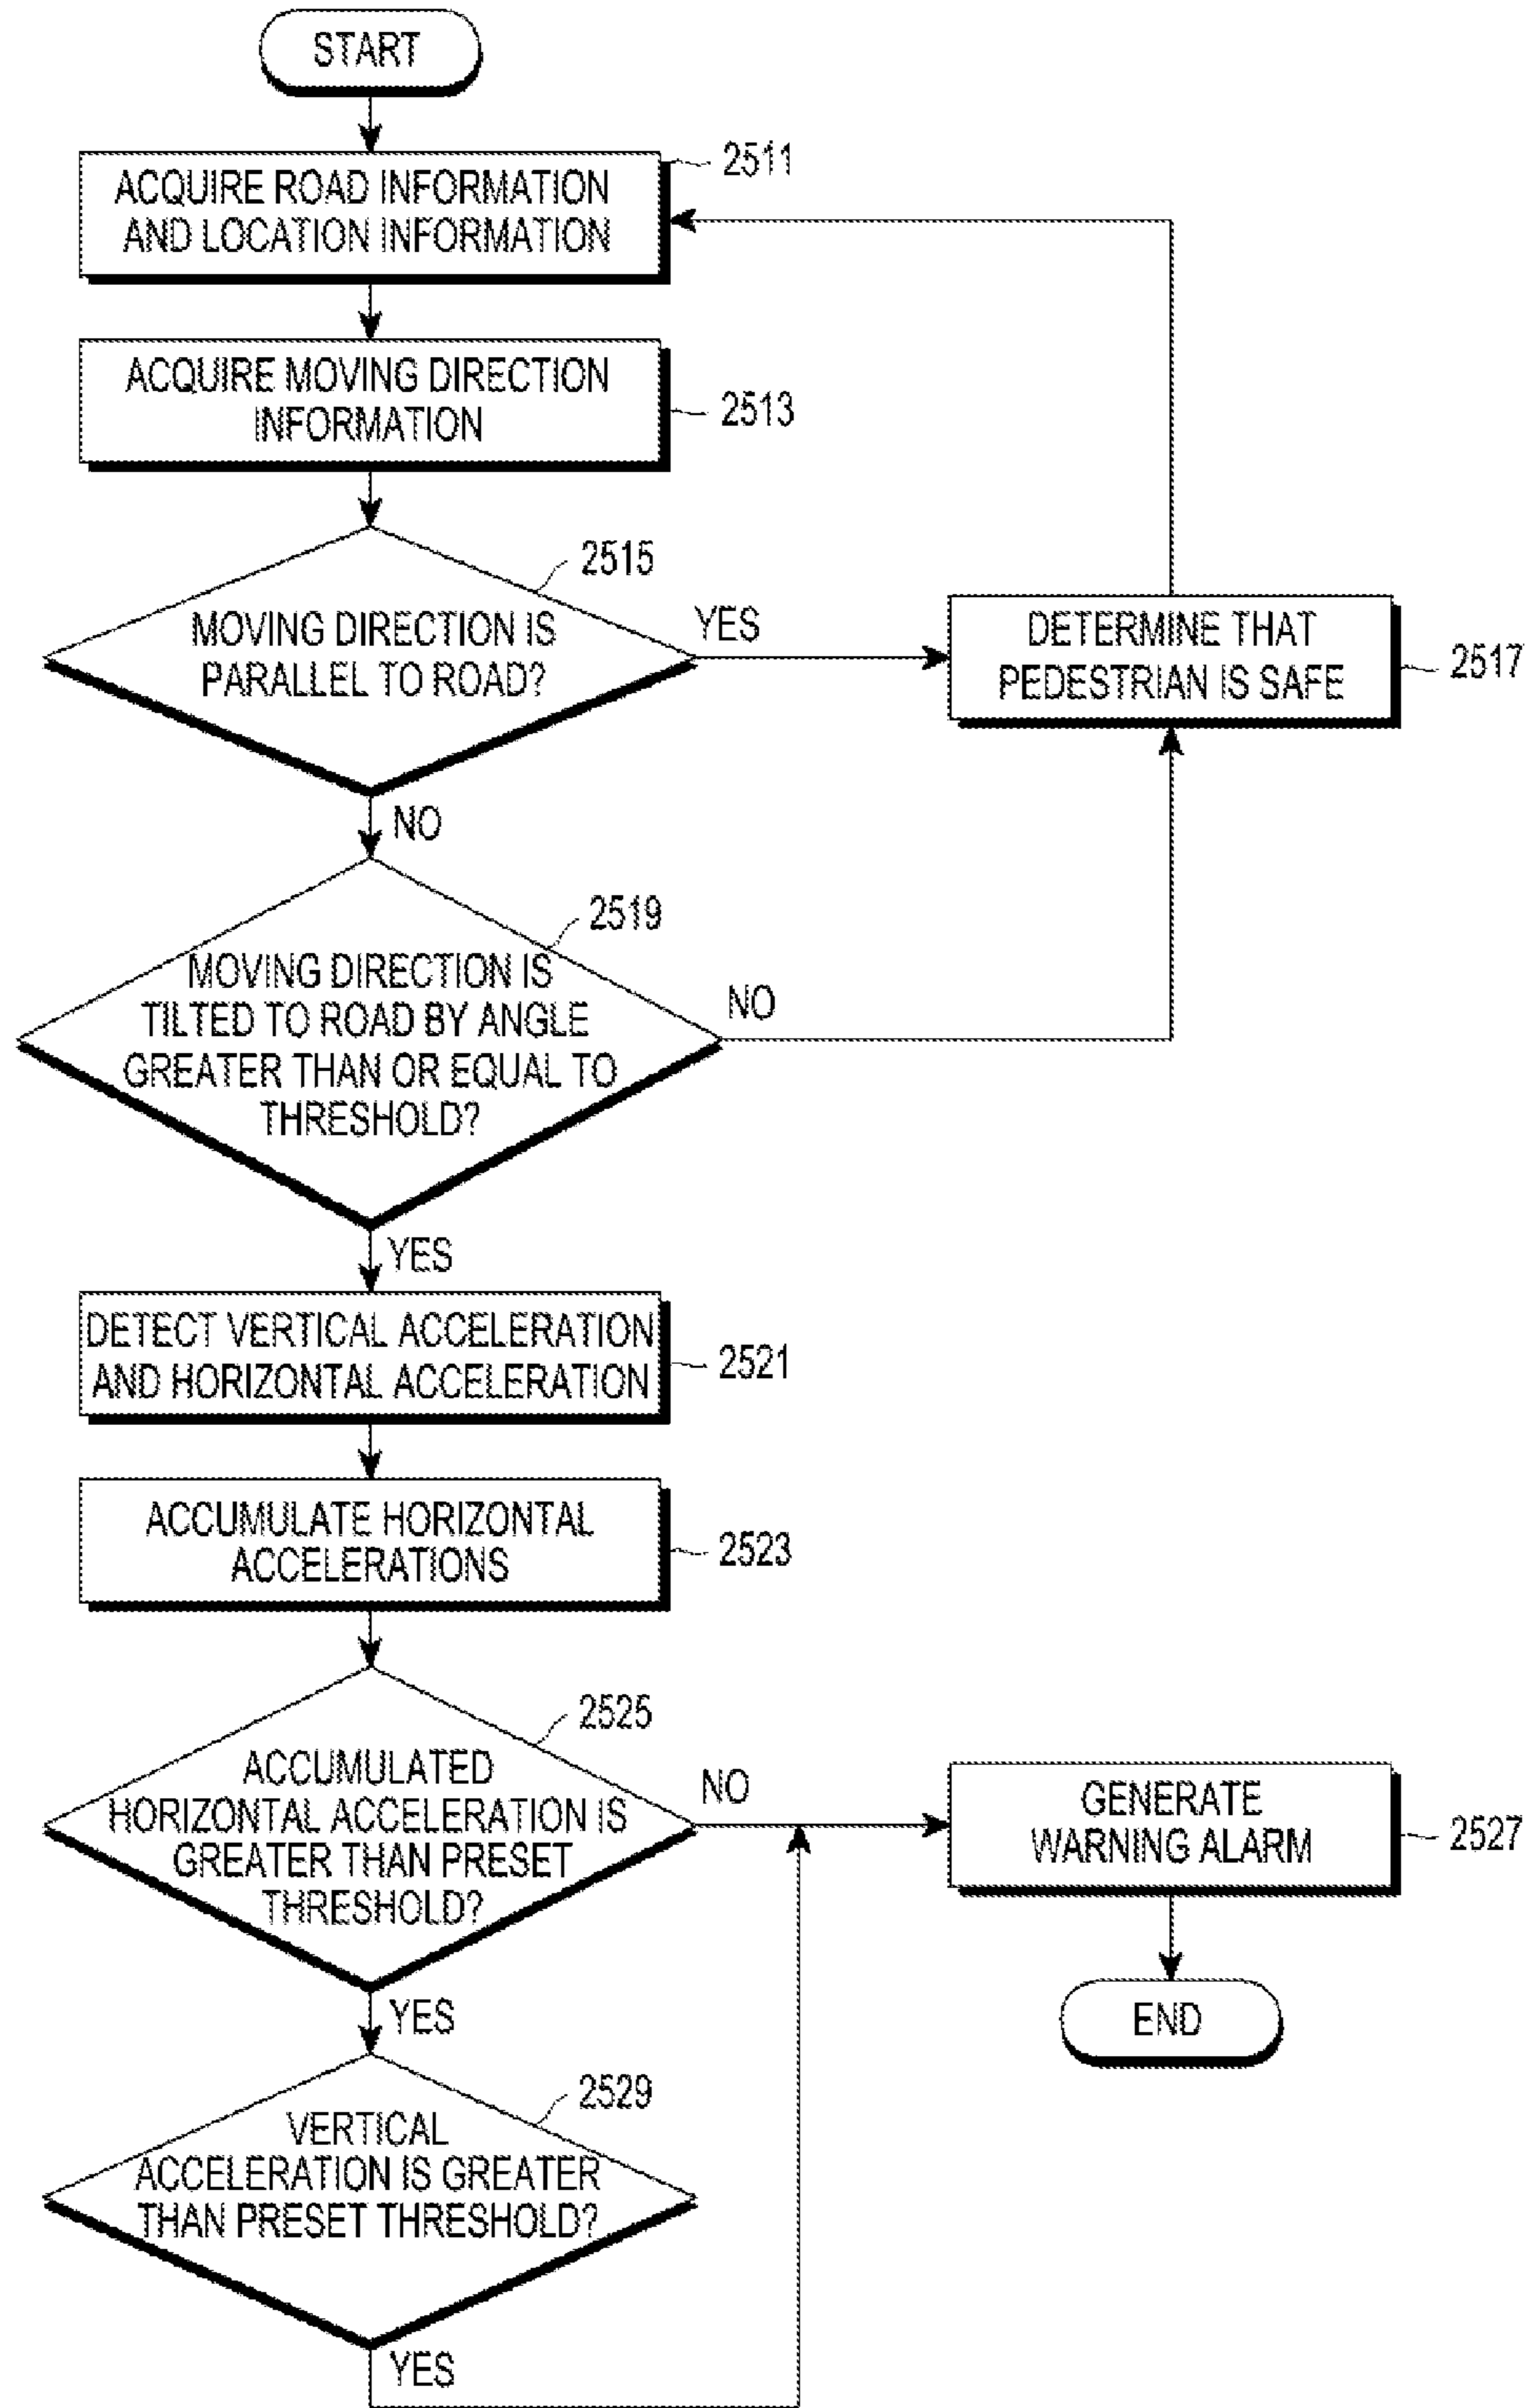 START
2511
ACQUIRE ROAD INFORMATION
AND LOCATION INFORMATION
ACQUIRE MOVING DIRECTION
INFORMATION
2513
2515
MOVING DIRECTION IS
PARALLEL TO ROAD?
YES
DETERMINE THAT
PEDESTRIAN IS SAFE
2517
NO
2519
MOVING DIRECTION IS
TILTED TO ROAD BY ANGLE
GREATER THAN OR EQUAL TO
THRESHOLD?
NO
YES
DETECT VERTICAL ACCELERATION
AND HORIZONTAL ACCELERATION
2521
ACCUMULATE HORIZONTAL
ACCELERATIONS
2523
2525
ACCUMULATED
HORIZONTAL ACCELERATION IS
GREATER THAN PRESET
THRESHOLD?
NO
GENERATE
WARNING ALARM
2527
YES
END
2529
VERTICAL
ACCELERATION IS GREATER
THAN PRESET THRESHOLD?
YES